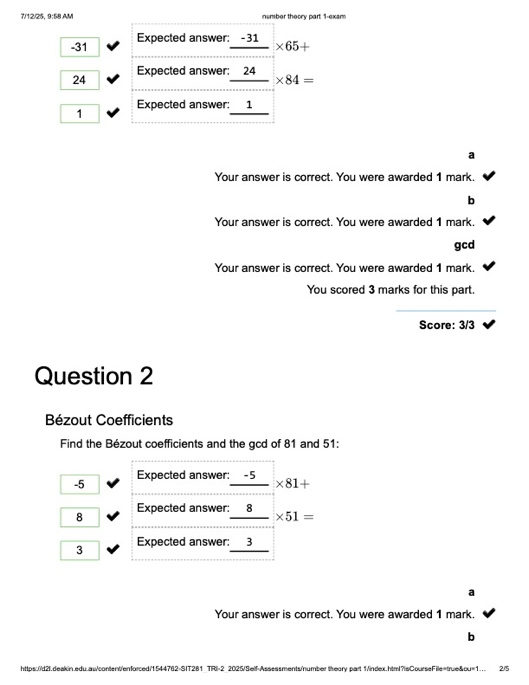 7/12/25, 9:58 AM number theory part 1-exam
-31 Expected answer: -31 ×65+
24 Expected answer: 24 ×84 =
1 Expected answer: 1
a
Your answer is correct. You were awarded 1 mark.
b
Your answer is correct. You were awarded 1 mark.
gcd
Your answer is correct. You were awarded 1 mark.
You scored 3 marks for this part.
Score: 3/3
Question 2
Bézout Coefficients
Find the Bézout coefficients and the gcd of 81 and 51:
-5 Expected answer: -5 ×81+
8 Expected answer: 8 ×51 =
3 Expected answer: 3
a
Your answer is correct. You were awarded 1 mark.
b
https://d2l.deakin.edu.au/content/enforced/1544762-SIT281_TRI-2_2025/Self-Assessments/number theory part 1/index.html?isCourseFile=true&ou=1... 2/5